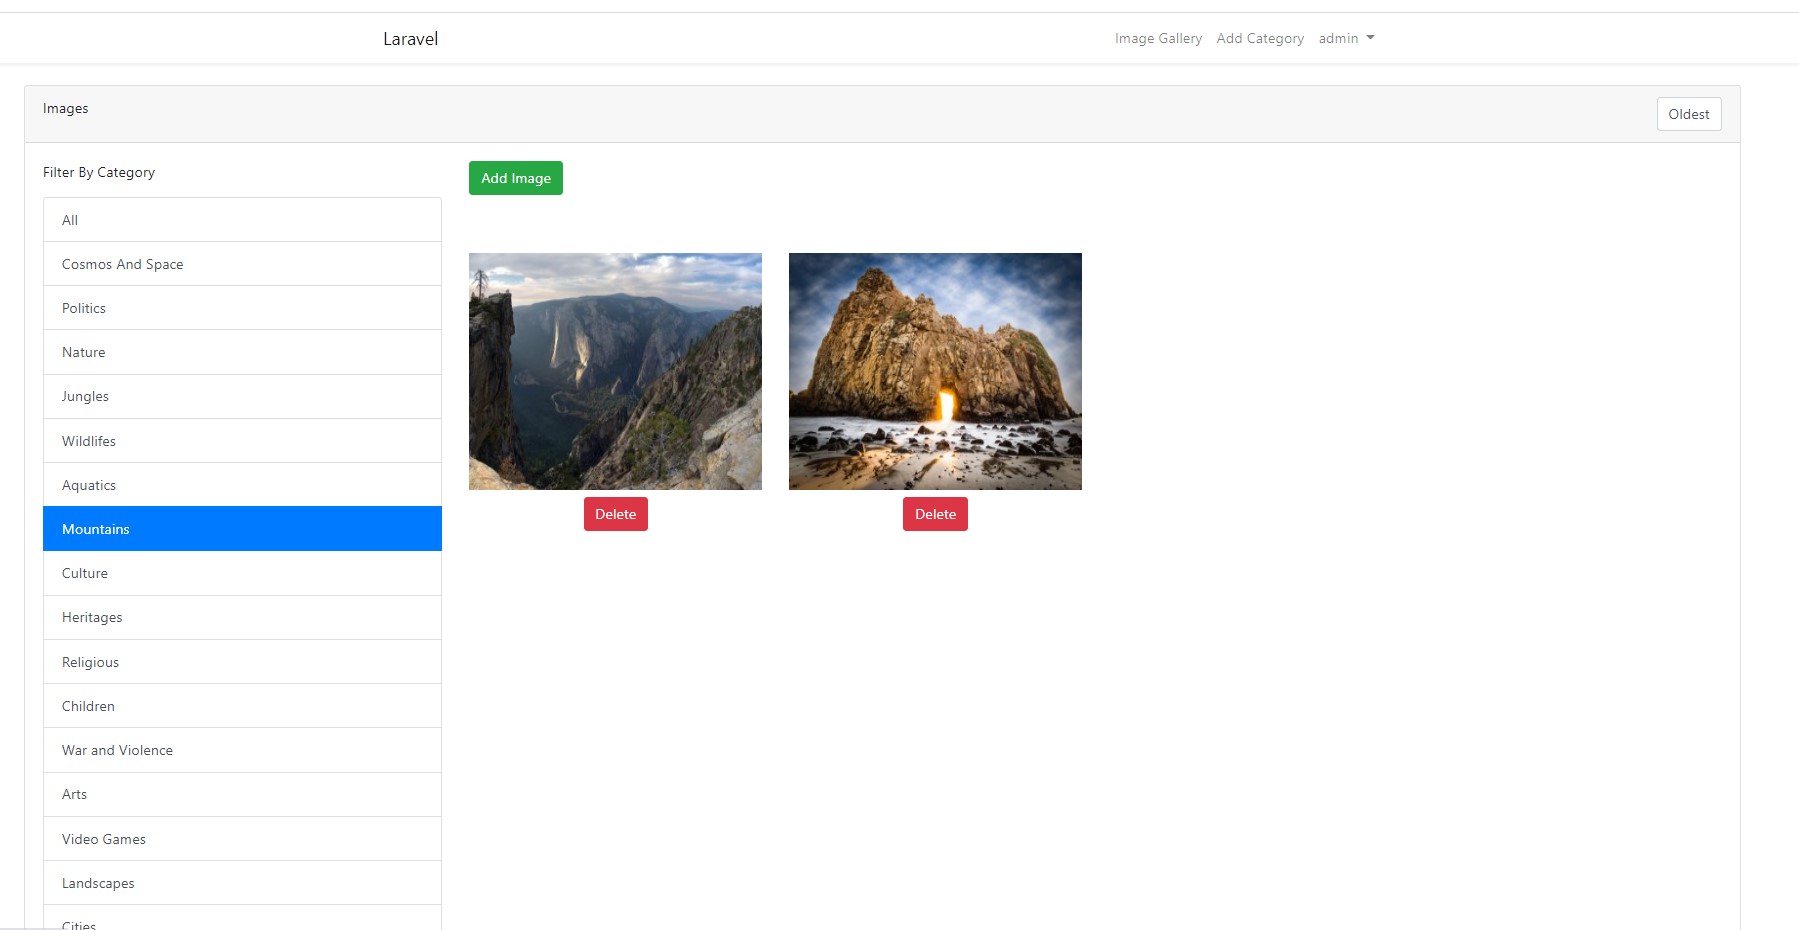 Laravel
Image Gallery Add Category admin
Images
Oldest
Filter By Category
Add Image
All
Cosmos And Space
Politics
Nature
Jungles
Wildlifes
Aquatics
Mountains
Delete Delete
Culture
Heritages
Religious
Children
War and Violence
Arts
Video Games
Landscapes
Cities